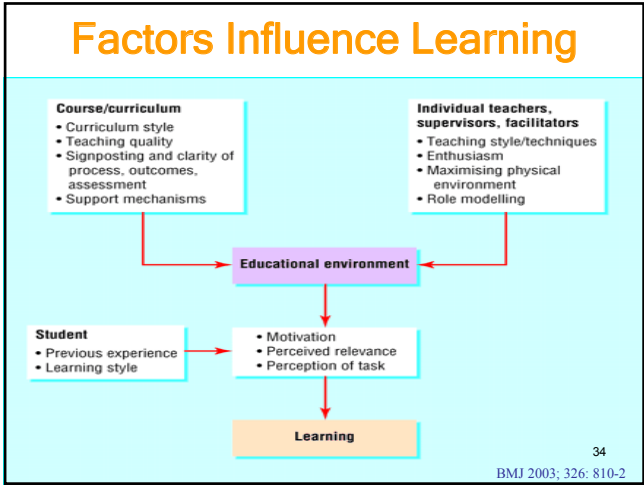 Factors Influence Learning
Course/curriculum
• Curriculum style
• Teaching quality
• Signposting and clarity of
process, outcomes,
assessment
• Support mechanisms
Individual teachers,
supervisors, facilitators
• Teaching style/techniques
• Enthusiasm
• Maximising physical
environment
• Role modelling
Educational environment
Student
• Previous experience
• Learning style
• Motivation
• Perceived relevance
• Perception of task
Learning
34
BMJ 2003; 326: 810-2